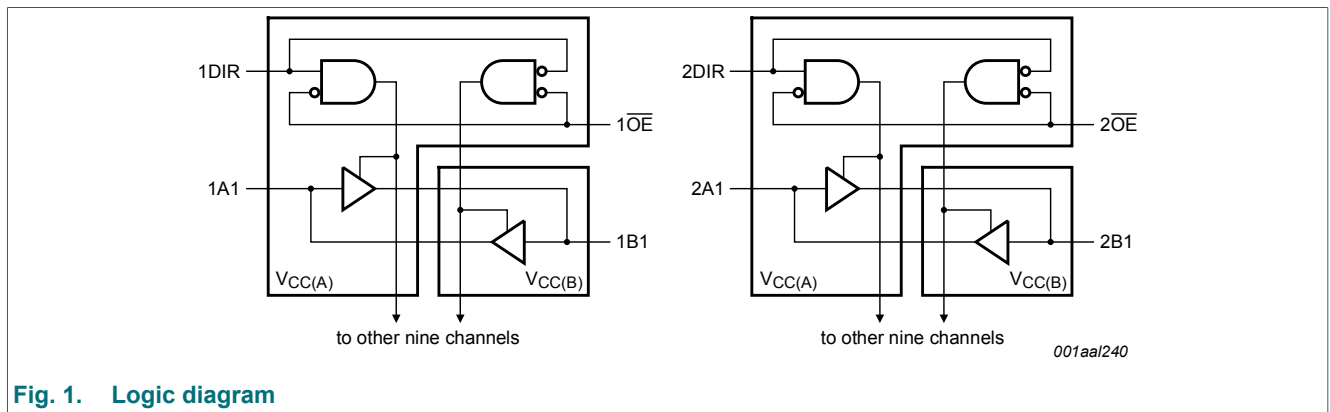 1DIR
1OE
1A1
1B1
VCC(A)
VCC(B)
to other nine channels
2DIR
2OE
2A1
2B1
VCC(A)
VCC(B)
to other nine channels
001aal240
Fig. 1. Logic diagram